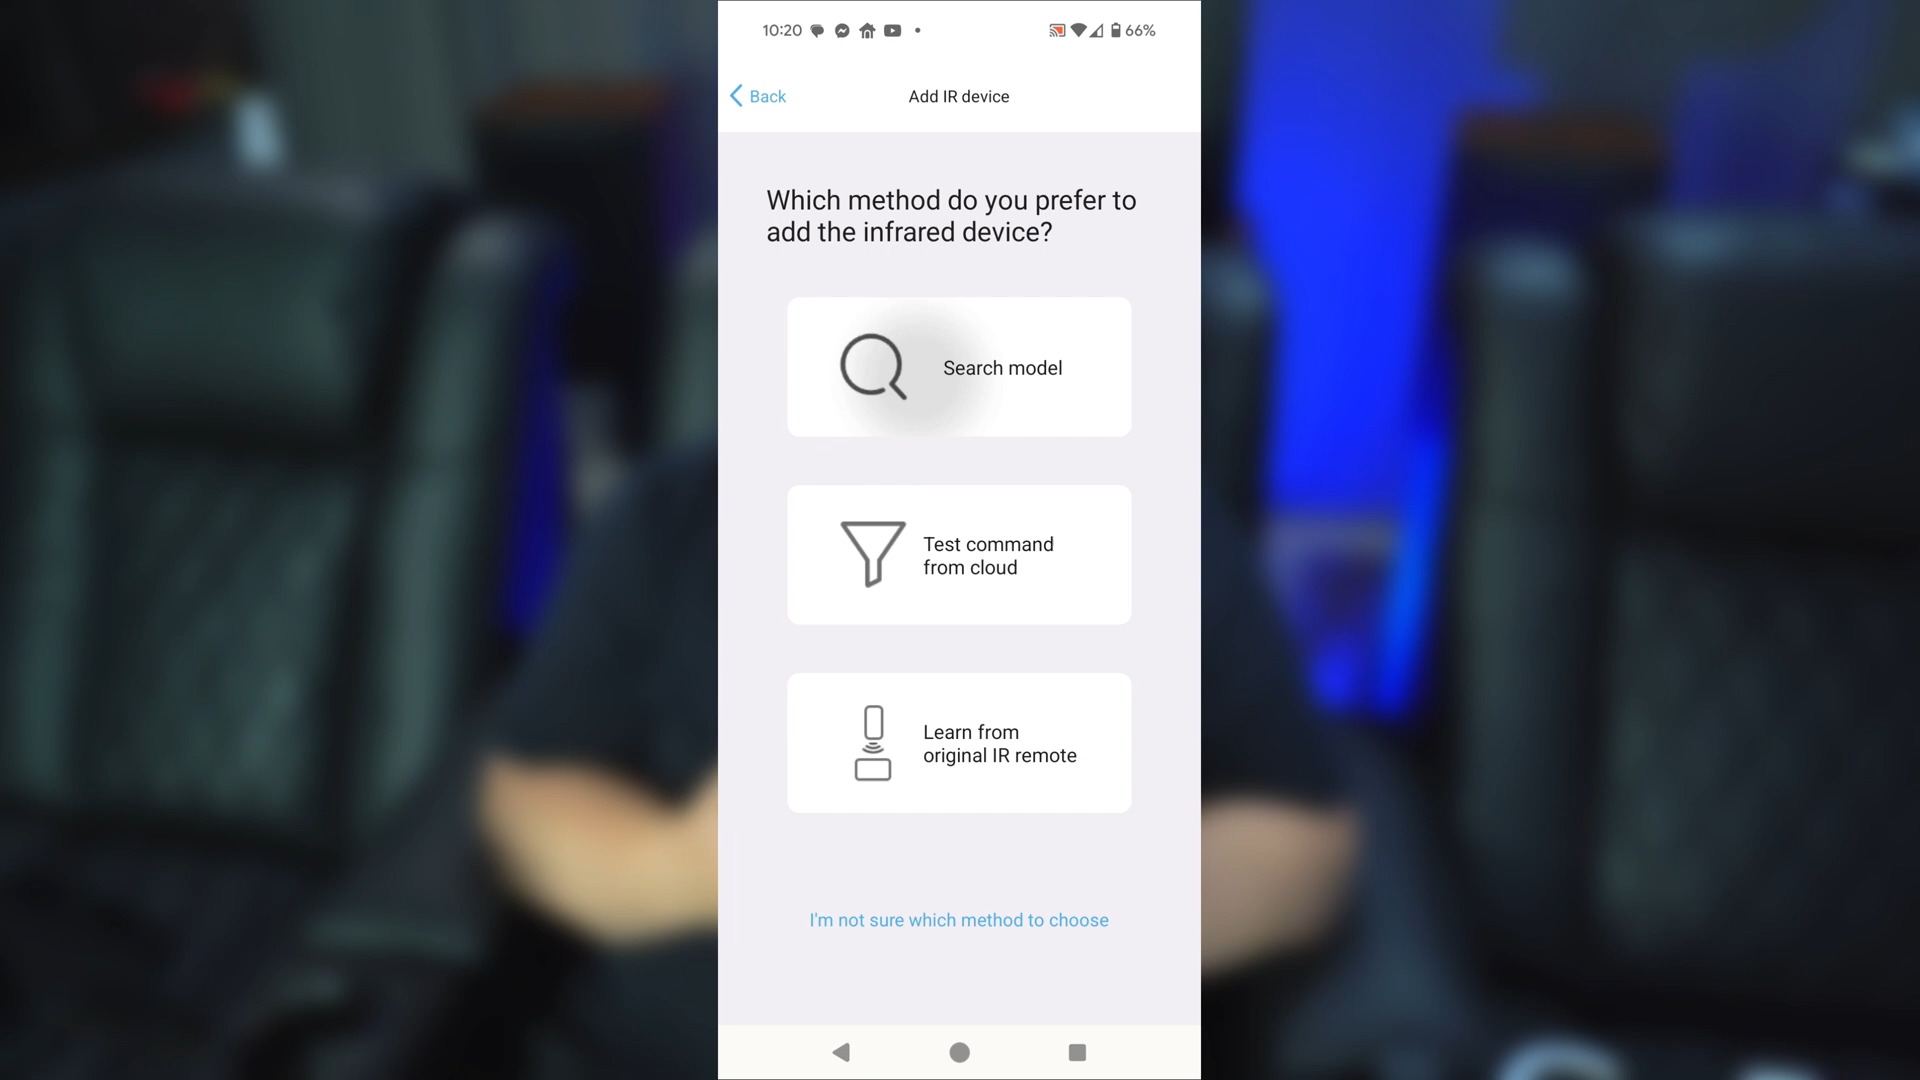 10:20
66%
Back
Add IR device
Which method do you prefer to
add the infrared device?
Search model
Test command
from cloud
Learn from
original IR remote
I'm not sure which method to choose